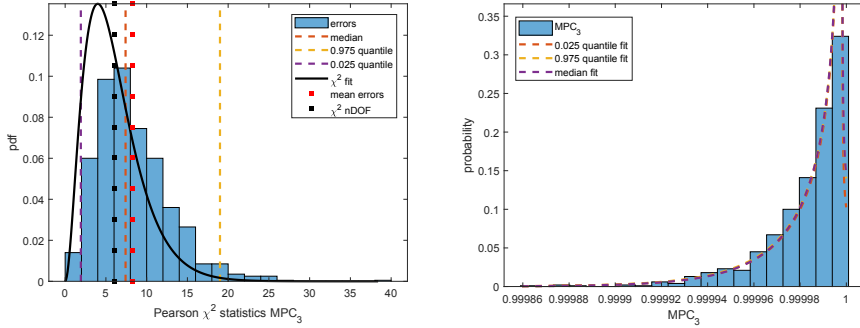 0.12
0.1
0.08
0.06
0.04
0.02
0
pdf
0 5 10 15 20 25 30 35 40
Pearson χ² statistics MPC₃
errors
median
0.975 quantile
0.025 quantile
χ² fit
mean errors
χ² nDOF
0.35
0.3
0.25
0.2
0.15
0.1
0.05
0
probability
0.99986 0.99988 0.9999 0.99992 0.99994 0.99996 0.99998 1
MPC₃
MPC₃
0.025 quantile fit
0.975 quantile fit
median fit